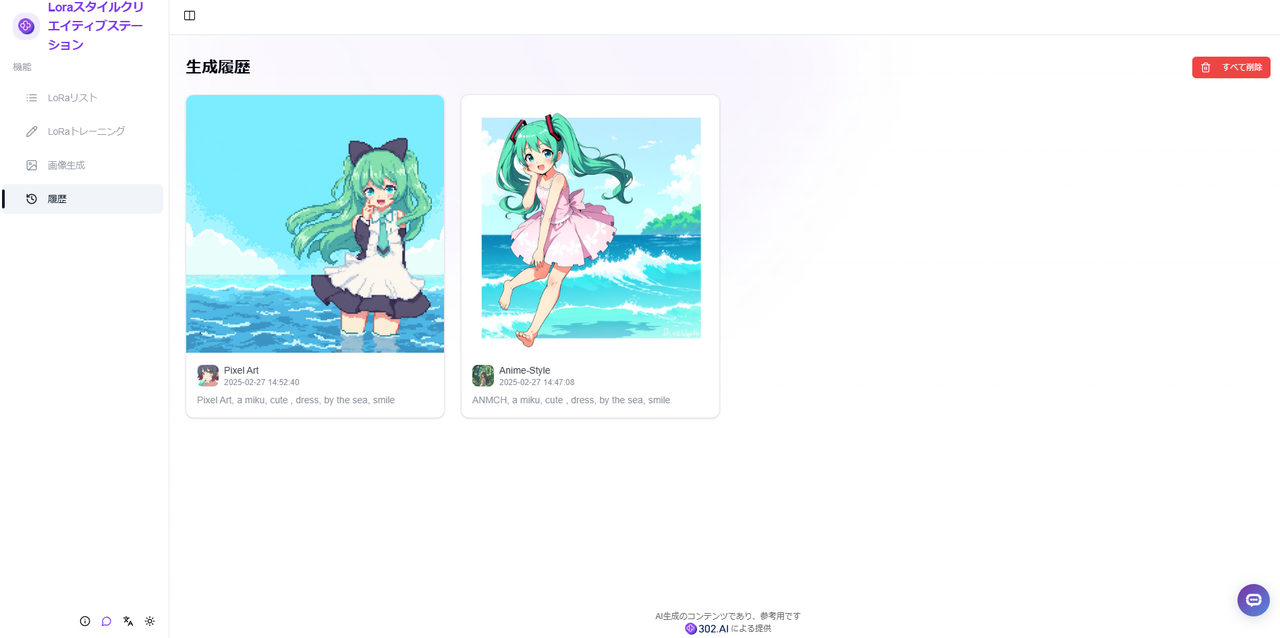 Loraスタイルクリ
エイティブステー
ション
機能
LoRaリスト
LoRaトレーニング
画像生成
履歴
生成履歴
すべて削除
Pixel Art
2025-02-27 14:52:40
Pixel Art, a miku, cute , dress, by the sea, smile
Anime-Style
2025-02-27 14:47:08
ANMCH, a miku, cute , dress, by the sea, smile
AI生成のコンテンツであり、参考用です
302.AI による提供